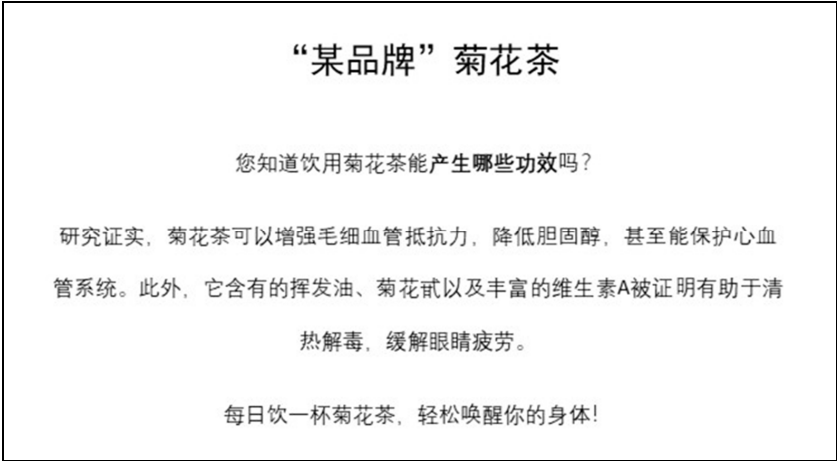 “某品牌”菊花茶
您知道饮用菊花茶能产生哪些功效吗？
研究证实，菊花茶可以增强毛细血管抵抗力，降低胆固醇，甚至能保护心血
管系统。此外，它含有的挥发油、菊花甙以及丰富的维生素A被证明有助于清
热解毒，缓解眼睛疲劳。
每日饮一杯菊花茶，轻松唤醒你的身体!